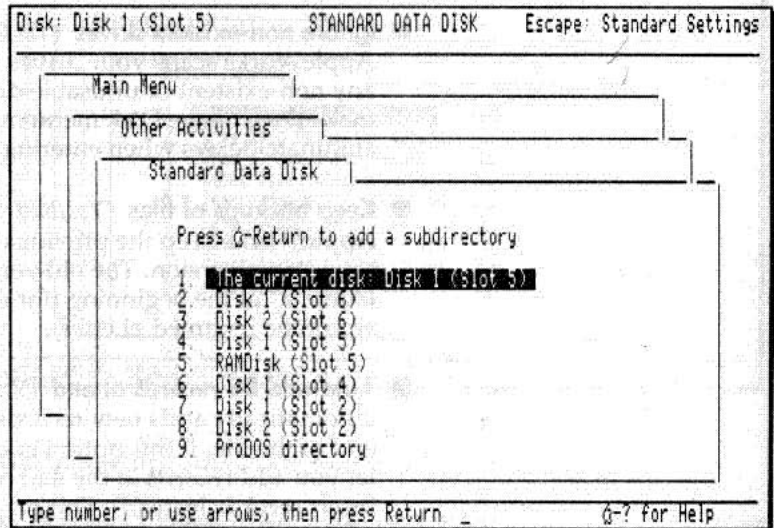 Disk: Disk 1 (Slot 5) STANDARD DATA DISK Escape: Standard Settings
Main Menu
Other Activities
Standard Data Disk
Press -Return to add a subdirectory
1. The current disk: Disk 1 (Slot 5)
2. Disk 1 (Slot 6)
3. Disk 2 (Slot 6)
4. Disk 1 (Slot 5)
5. RAMDisk (Slot 5)
6. Disk 1 (Slot 4)
7. Disk 1 (Slot 2)
8. Disk 2 (Slot 2)
9. ProDOS directory
Type number, or use arrows, then press Return _ -? for Help